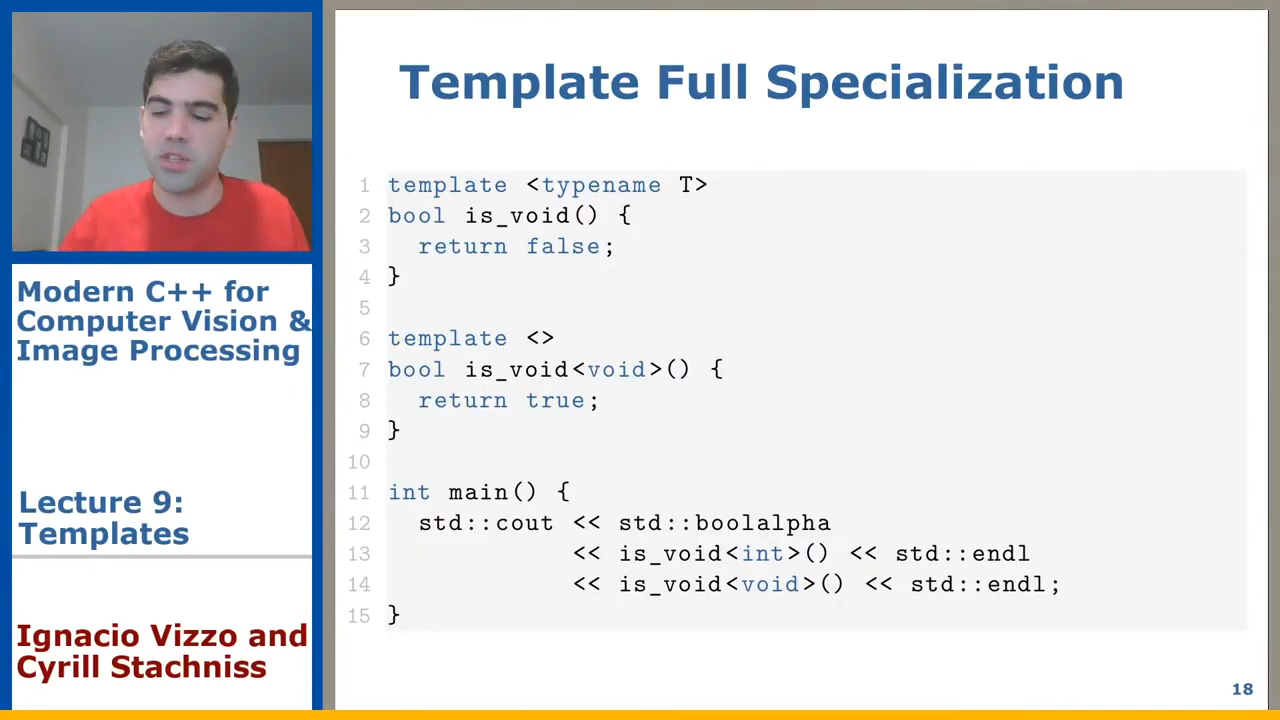 Template Full Specialization
1 template <typename T>
2 bool is_void() {
3 return false;
4 }
5
6 template <>
7 bool is_void<void>() {
8 return true;
9 }
10
11 int main() {
12 std::cout << std::boolalpha
13 << is_void<int>() << std::endl
14 << is_void<void>() << std::endl;
15 }
Modern C++ for
Computer Vision &
Image Processing
Lecture 9:
Templates
Ignacio Vizzo and
Cyrill Stachniss
18